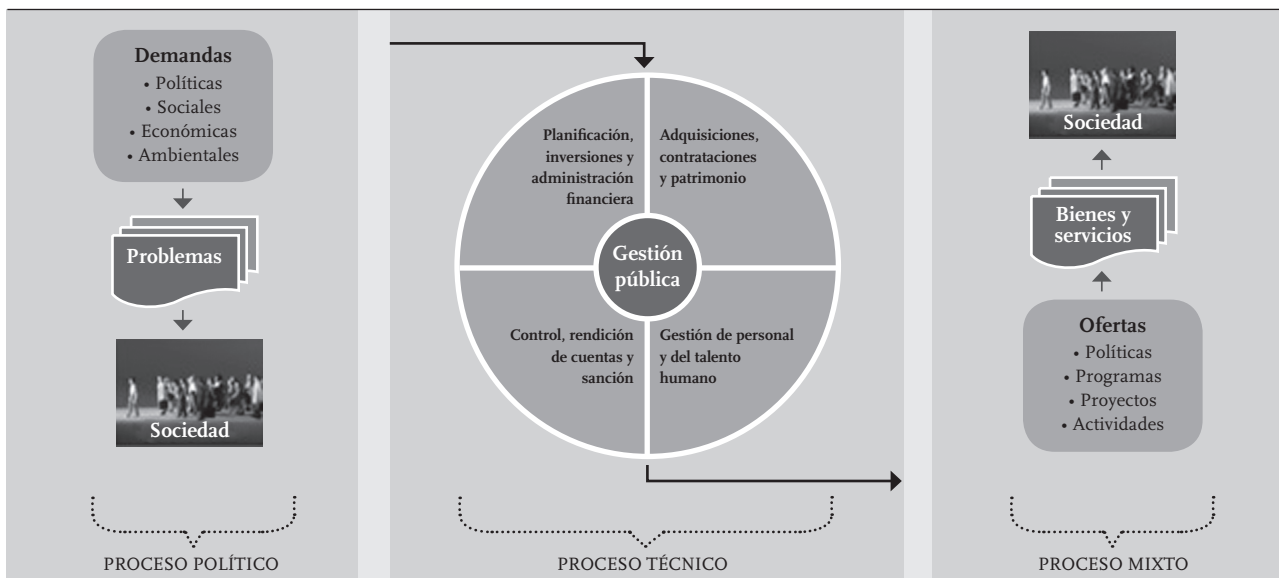 Demandas
• Políticas
• Sociales
• Económicas
• Ambientales
Problemas
Sociedad
PROCESO POLÍTICO
Planificación,
inversiones y
administración
financiera
Adquisiciones,
contrataciones
y patrimonio
Gestión
pública
Control, rendición
de cuentas y
sanción
Gestión de personal
y del talento
humano
PROCESO TÉCNICO
Sociedad
Bienes y
servicios
Ofertas
• Políticas
• Programas
• Proyectos
• Actividades
PROCESO MIXTO